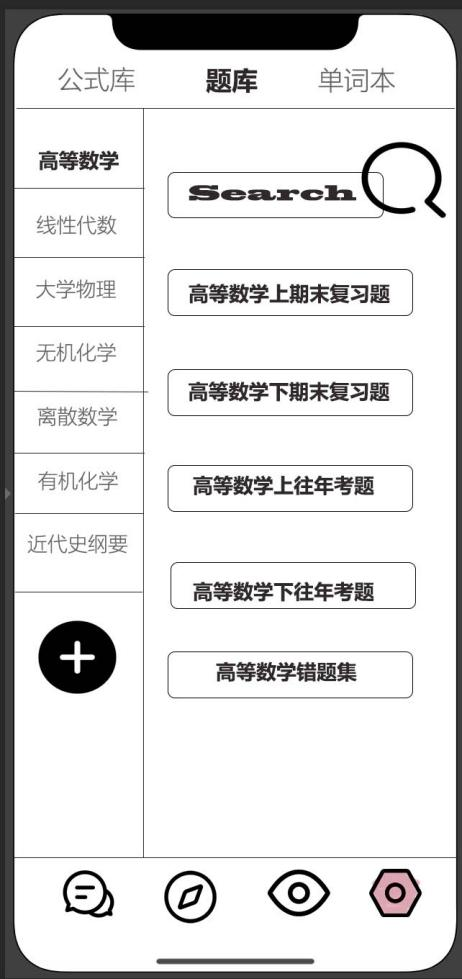 公式库 题库 单词本
高等数学
线性代数
大学物理
无机化学
离散数学
有机化学
近代史纲要
Search
高等数学上期末复习题
高等数学下期末复习题
高等数学上往年考题
高等数学下往年考题
高等数学错题集